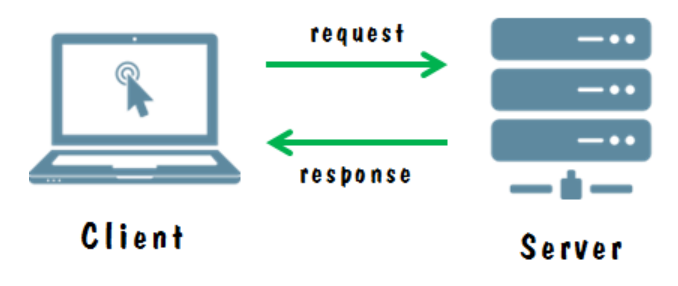 request
response
Client
Server